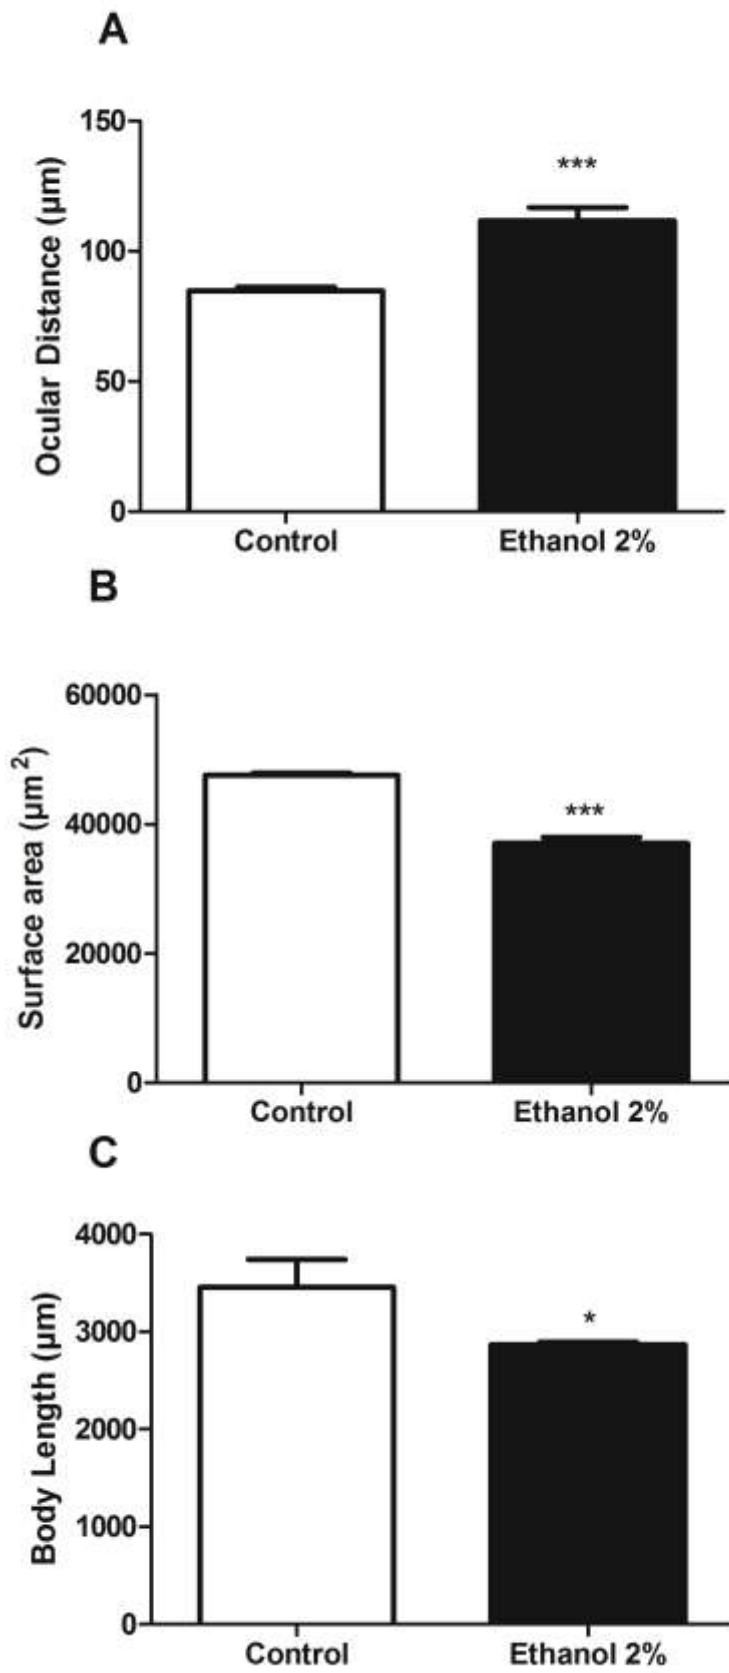 A
150
***
100
50
0
Ocular Distance (µm)
Control Ethanol 2%
B
60000
40000
***
20000
0
Surface area (µm²)
Control Ethanol 2%
C
4000
3000
*
2000
1000
0
Body Length (µm)
Control Ethanol 2%